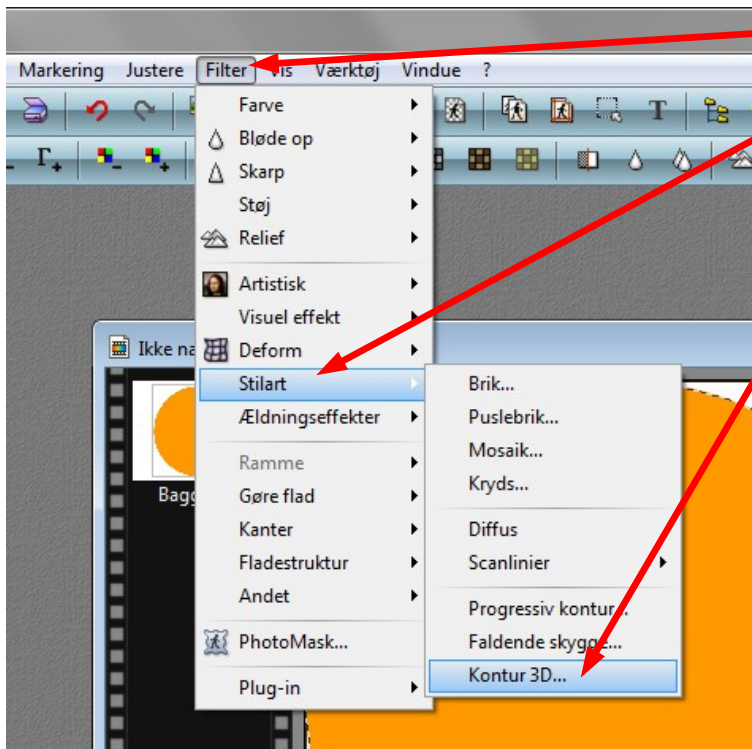 Markering Justere Filter Vis Værktøj Vindue ?
T
Farve
Bløde op
Skarp
Støj
Relief
Artistisk
Visuel effekt
Ikke na
Deform
Stilart
Ældningseffekter
Ramme
Bagg
Gøre flad
Kanter
Fladestruktur
Andet
PhotoMask...
Plug-in
Brik...
Puslebrik...
Mosaik...
Kryds...
Diffus
Scanlinier
Progressiv kontur...
Faldende skygge...
Kontur 3D...